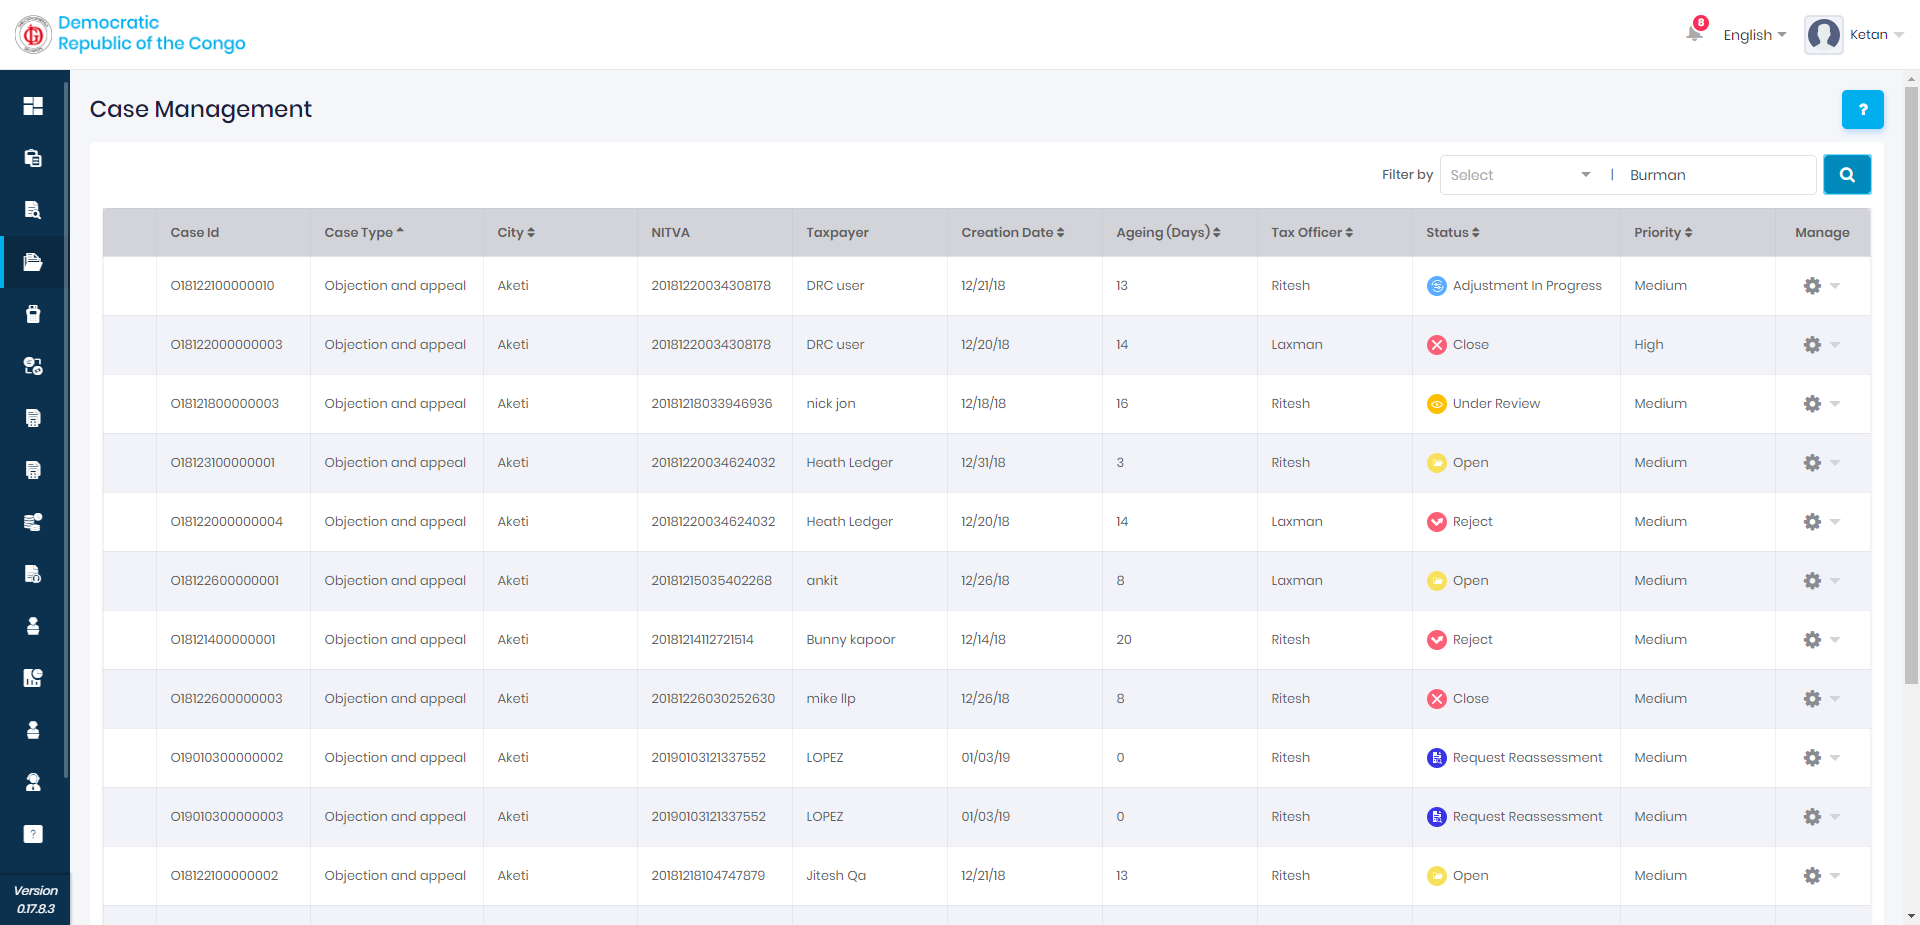 Democratic
Republic of the Congo
8
English
Ketan
Case Management
?
Filter by Select | Burman
Case Id Case Type City NITVA Taxpayer Creation Date Ageing (Days) Tax Officer Status Priority Manage
O18122100000010 Objection and appeal Aketi 20181220034308178 DRC user 12/21/18 13 Ritesh Adjustment In Progress Medium
O18122000000003 Objection and appeal Aketi 20181220034308178 DRC user 12/20/18 14 Laxman Close High
O18121800000003 Objection and appeal Aketi 20181218033946936 nick jon 12/18/18 16 Ritesh Under Review Medium
O18123100000001 Objection and appeal Aketi 20181220034624032 Heath Ledger 12/31/18 3 Ritesh Open Medium
O18122000000004 Objection and appeal Aketi 20181220034624032 Heath Ledger 12/20/18 14 Laxman Reject Medium
O18122600000001 Objection and appeal Aketi 20181215035402268 ankit 12/26/18 8 Laxman Open Medium
O18121400000001 Objection and appeal Aketi 20181214112721514 Bunny kapoor 12/14/18 20 Ritesh Reject Medium
O18122600000003 Objection and appeal Aketi 20181226030252630 mike llp 12/26/18 8 Ritesh Close Medium
O19010300000002 Objection and appeal Aketi 20190103121337552 LOPEZ 01/03/19 0 Ritesh Request Reassessment Medium
O19010300000003 Objection and appeal Aketi 20190103121337552 LOPEZ 01/03/19 0 Ritesh Request Reassessment Medium
O18122100000002 Objection and appeal Aketi 20181218104747879 Jitesh Qa 12/21/18 13 Ritesh Open Medium
?
Version
0.17.8.3